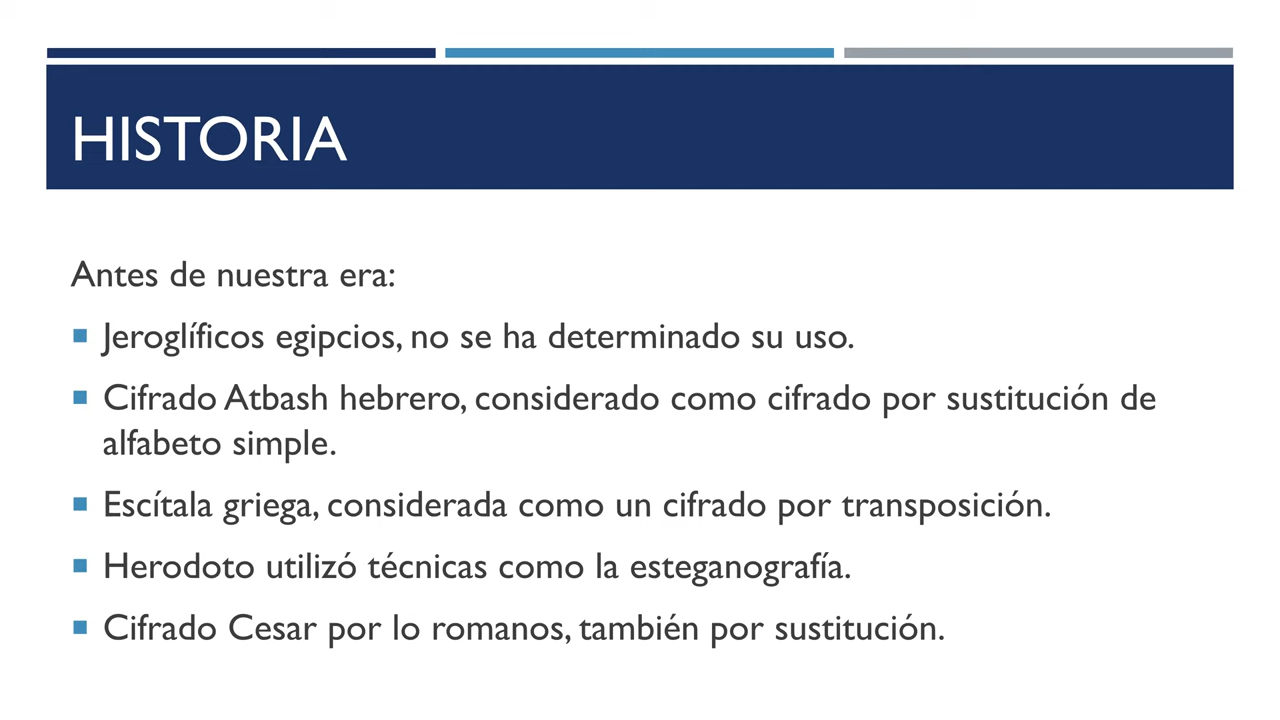 HISTORIA
Antes de nuestra era:
Jeroglíficos egipcios, no se ha determinado su uso.
Cifrado Atbash hebrero, considerado como cifrado por sustitución de
alfabeto simple.
Escítala griega, considerada como un cifrado por transposición.
Herodoto utilizó técnicas como la esteganografía.
Cifrado Cesar por lo romanos, también por sustitución.